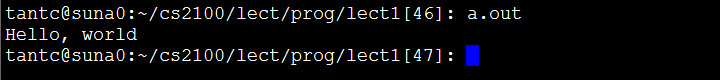 tantc@suna0:~/cs2100/lect/prog/lect1[46]: a.out
Hello, world
tantc@suna0:~/cs2100/lect/prog/lect1[47]: